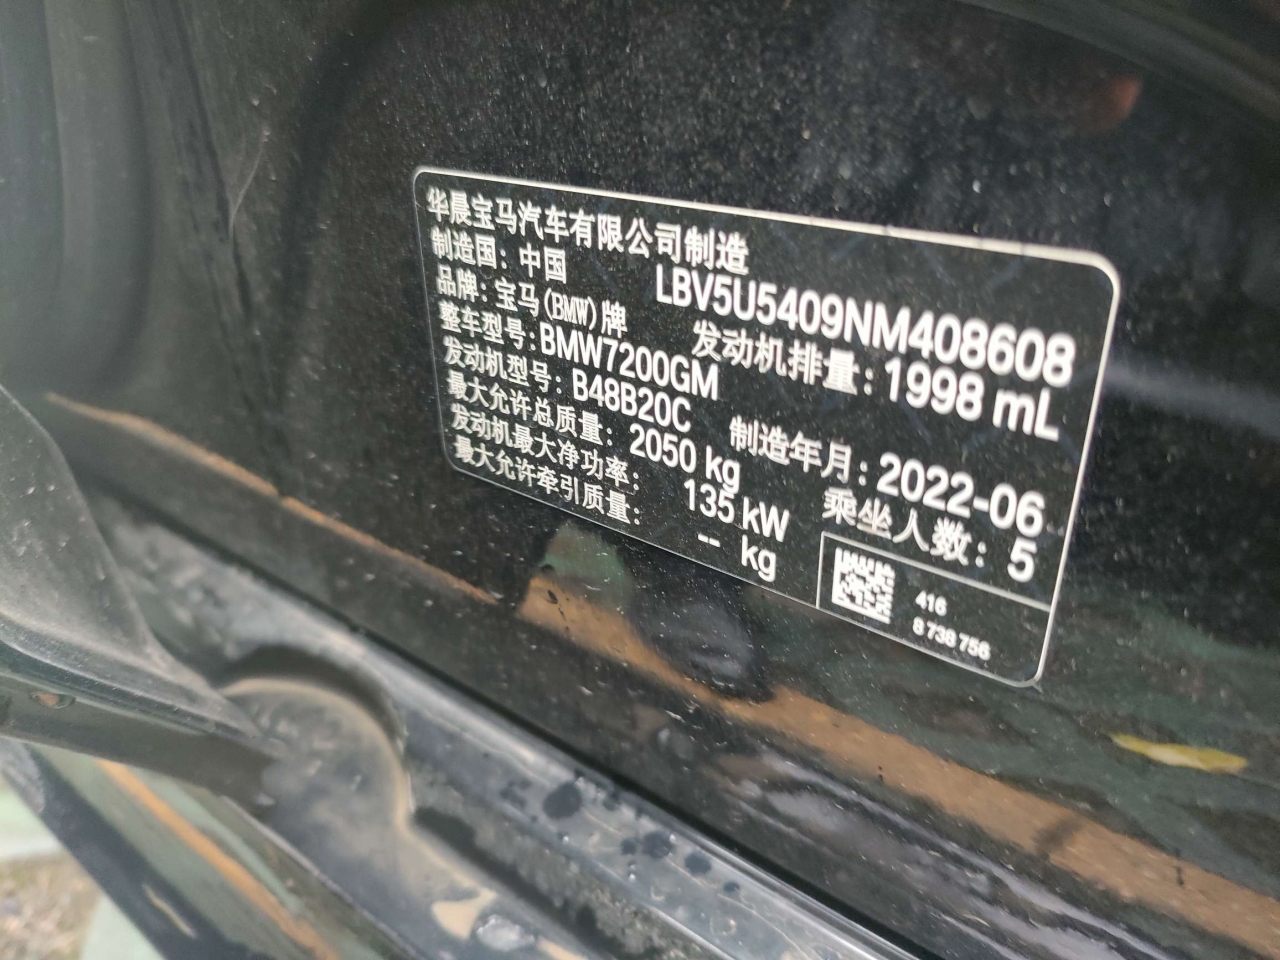 华晨宝马汽车有限公司制造
制造国：中国 LBV5U5409NM408608
品牌：宝马(BMW)牌
整车型号：BMW7200GM 发动机排量：1998 mL
发动机型号：B48B20C
最大允许总质量：2050 kg 制造年月：2022-06
发动机最大净功率：135 kW 乘坐人数：5
最大允许牵引质量：-- kg
416
8 738 756